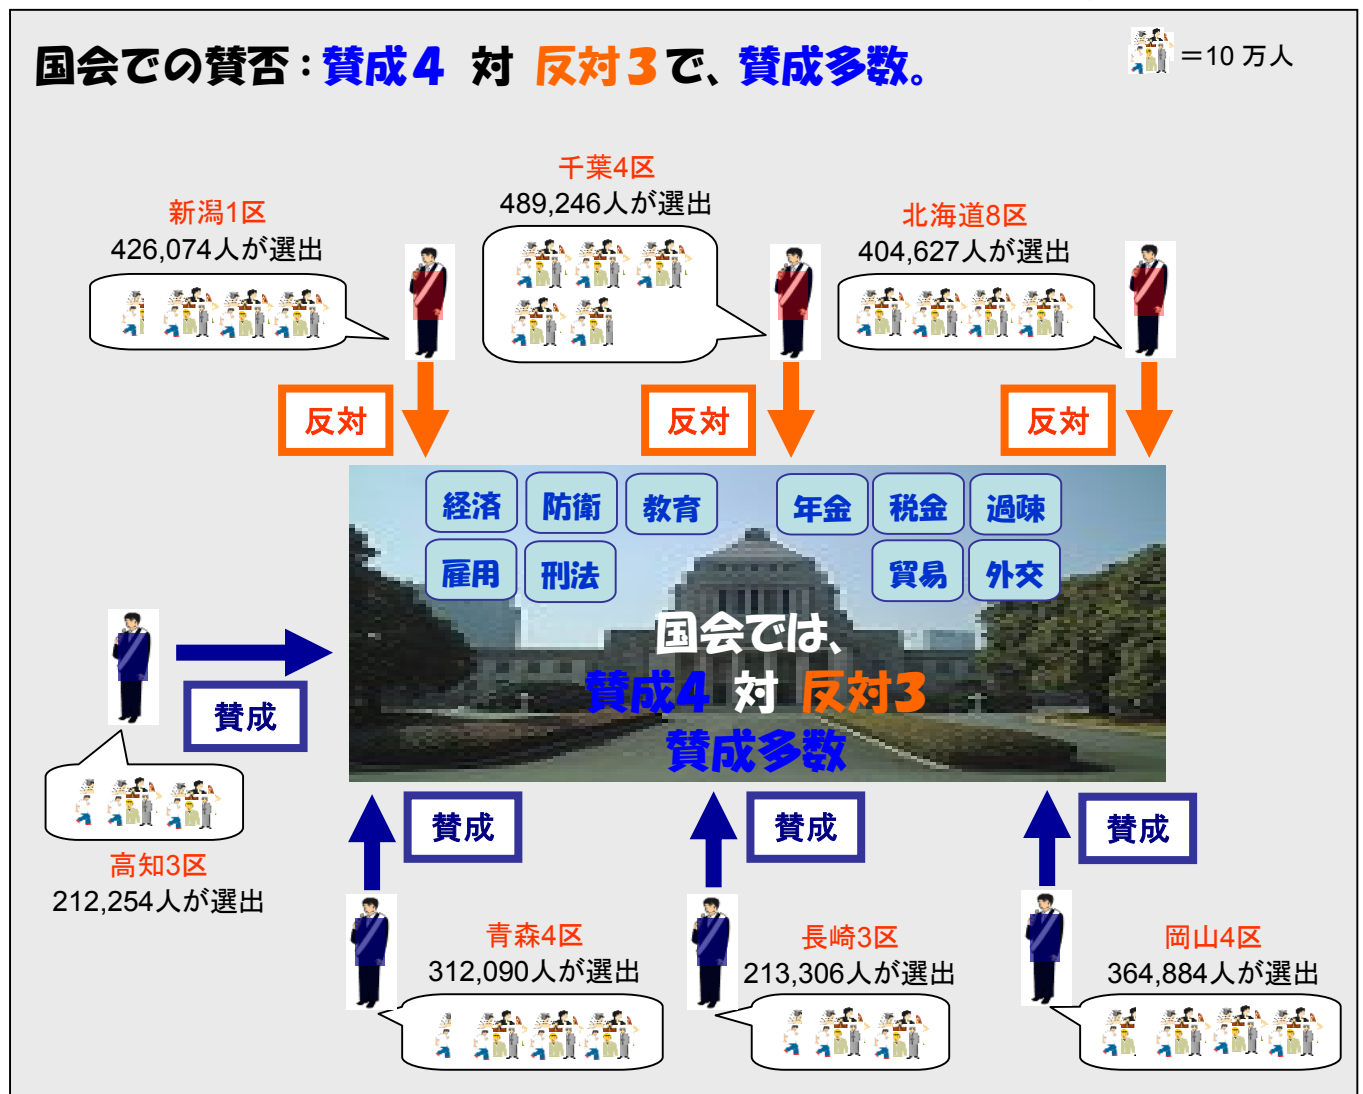 国会での賛否：賛成４ 対 反対３で、賛成多数。
＝10 万人
千葉4区
489,246人が選出
新潟1区
426,074人が選出
北海道8区
404,627人が選出
反対
反対
反対
経済
防衛
教育
年金
税金
過疎
雇用
刑法
貿易
外交
国会では、
賛成4 対 反対3
賛成多数
賛成
高知3区
212,254人が選出
賛成
賛成
賛成
青森4区
312,090人が選出
長崎3区
213,306人が選出
岡山4区
364,884人が選出